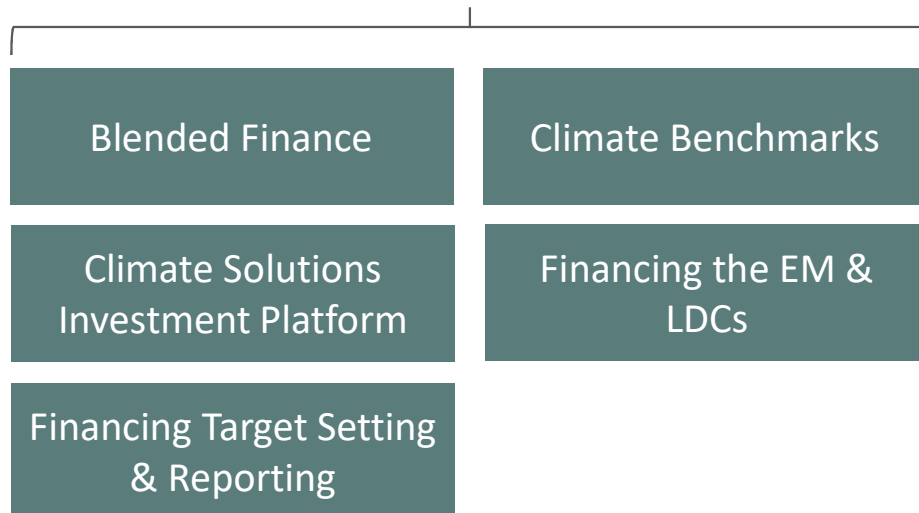 Blended Finance
Climate Benchmarks
Climate Solutions
Investment Platform
Financing the EM &
LDCs
Financing Target Setting
& Reporting